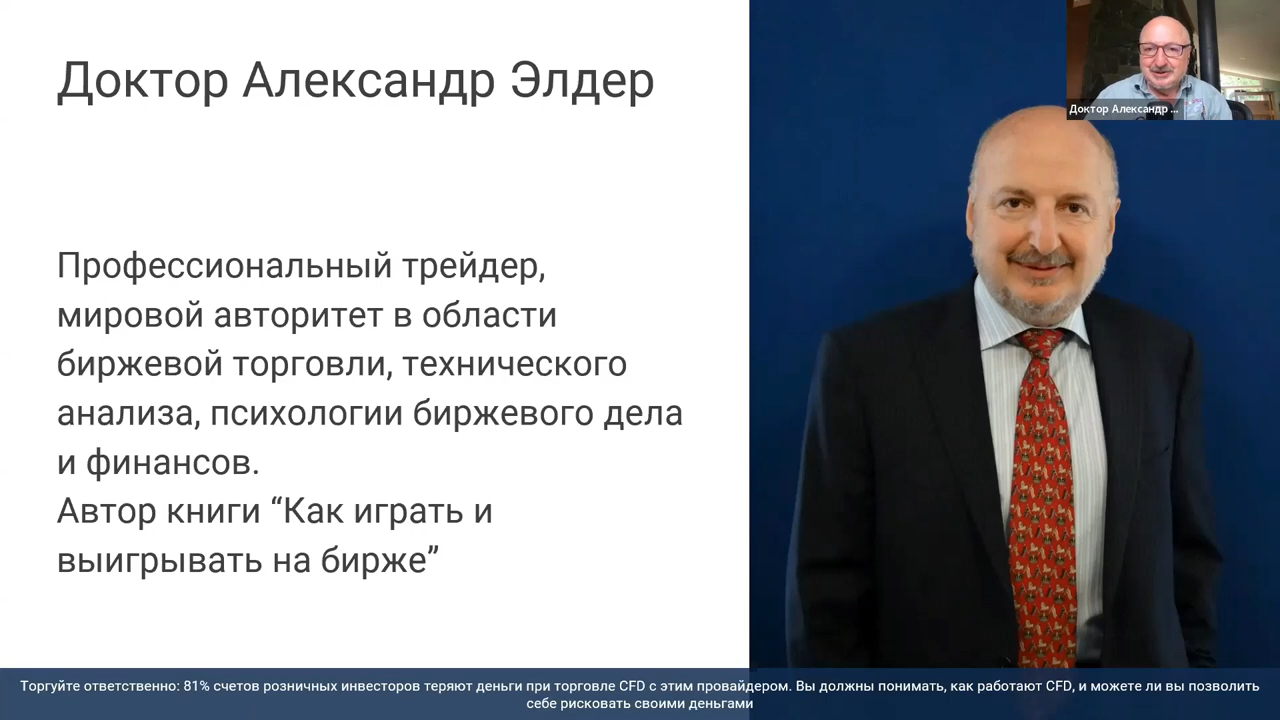 Доктор Александр Элдер
Доктор Александр ...
Профессиональный трейдер,
мировой авторитет в области
биржевой торговли, технического
анализа, психологии биржевого дела
и финансов.
Автор книги “Как играть и
выигрывать на бирже”
Торгуйте ответственно: 81% счетов розничных инвесторов теряют деньги при торговле CFD с этим провайдером. Вы должны понимать, как работают CFD, и можете ли вы позволить
себе рисковать своими деньгами